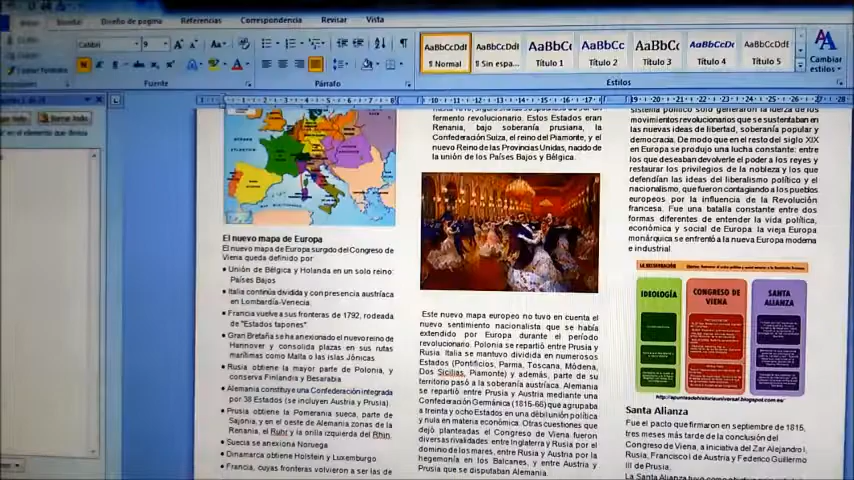 Inicio
Insertar
Diseño de página
Referencias
Correspondencia
Revisar
Vista
Calibri
9
Fuente
Párrafo
AaBbCcDdI
¶ Normal
AaBbCcDdI
¶ Sin espa...
AaBbC
Título 1
AaBbCc
Título 2
AaBbCc
Título 3
AaBbCcDc
Título 4
AaBbCcDdI
Título 5
Cambiar
estilos
Estilos
El nuevo mapa de Europa
El nuevo mapa de Europa surgido del Congreso de
Viena queda definido por
Unión de Bélgica y Holanda en un solo reino:
Países Bajos
Italia continúa dividida y con presencia austríaca
en Lombardía-Venecia.
Francia vuelve a sus fronteras de 1792, rodeada
de "Estados tapones"
Gran Bretaña se ha anexionado el nuevo reino de
Hannover y consolida plazas en sus rutas
marítimas como Malta o las islas Jónicas
Rusia obtiene la mayor parte de Polonia, y
conserva Finlandia y Besarabia
Alemania constituye una Confederación integrada
por 38 Estados (se incluyen Austria y Prusia).
Prusia obtiene la Pomerania sueca, parte de
Sajonia, y en el oeste de Alemania zonas de la
Renania, el Ruhr y la orilla izquierda del Rhin.
Suecia se anexiona Noruega
Dinamarca obtiene Holstein y Luxemburgo
Francia, cuyas fronteras volvieron a ser las de
fermento revolucionario. Estos Estados eran
Renania, bajo soberanía prusiana, la
Confederación Suiza, el reino del Piamonte, y el
nuevo Reino de las Provincias Unidas, nacido de
la unión de los Países Bajos y Bélgica.
Este nuevo mapa europeo no tuvo en cuenta el
nuevo sentimiento nacionalista que se había
extendido por Europa durante el período
revolucionario. Polonia se repartió entre Prusia y
Rusia. Italia se mantuvo dividida en numerosos
Estados (Pontificios, Parma, Toscana, Módena,
Dos Sicilias, Piamonte) y además, parte de su
territorio pasó a la soberanía austríaca. Alemania
se repartió entre Prusia y Austria mediante una
Confederación Germánica (1815-66) que agrupaba
a treinta y ocho Estados en una débil unión política
y nula en materia económica. Otras cuestiones que
dejó planteadas el Congreso de Viena fueron
diversas rivalidades: entre Inglaterra y Rusia por el
dominio de los mares, entre Rusia y Austria por la
hegemonía en los Balcanes, y entre Austria y
Prusia que se disputaban Alemania.
sistema político solo generaron la fuerza de los
movimientos revolucionarios que se sustentaban en
las nuevas ideas de libertad, soberanía popular y
democracia. De modo que en el resto del siglo XIX
en Europa se produjo una lucha constante: entre
los que deseaban devolverle el poder a los reyes y
restaurar los privilegios de la nobleza y los que
defendían las ideas del liberalismo político y el
nacionalismo, que fueron contagiando a los pueblos
europeos por la influencia de la Revolución
francesa. Fue una batalla constante entre dos
formas diferentes de entender la vida política,
económica y social de Europa: la vieja Europa
monárquica se enfrentó a la nueva Europa moderna
e industrial
LA RESTAURACIÓN
IDEOLOGÍA
CONGRESO DE
VIENA
SANTA
ALIANZA
http://apuntesdehistoriauniversal.blogspot.com.es/
Santa Alianza
Fue el pacto que firmaron en septiembre de 1815,
tres meses más tarde de la conclusión del
Congreso de Viena, a iniciativa del Zar Alejandro I,
Rusia, Francisco I de Austria y Federico Guillermo
III de Prusia.